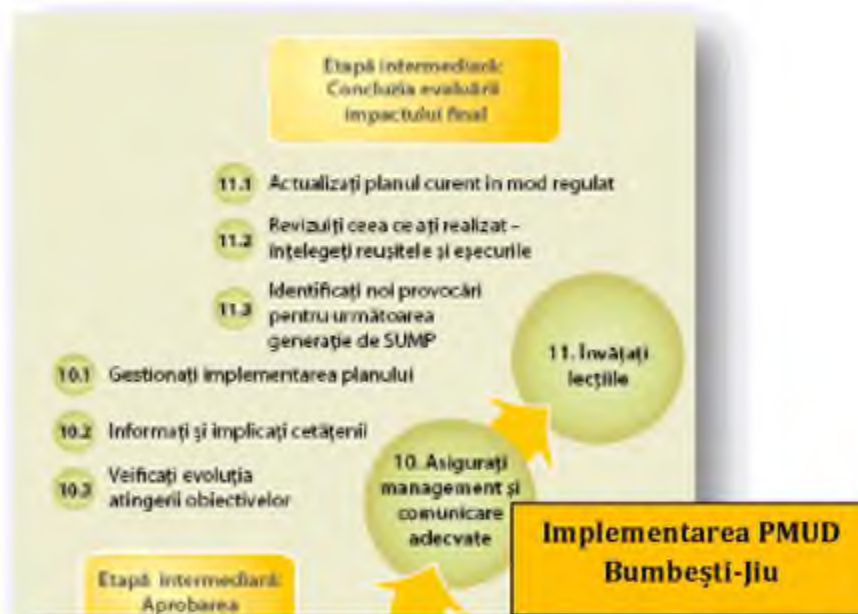 Etapă intermediară:
Concluzia evaluării
impactului final
11.1 Actualizați planul curent in mod regulat
11.2 Revizuiți ceea ce ați realizat –
înțelegeți reușitele și eșecurile
11.3 Identificați noi provocări
pentru următoarea
generație de SUMP
11. Învățați
lecțiile
10.1 Gestionați implementarea planului
10.2 Informați și implicați cetățenii
10.3 Veificați evoluția
atingerii obiectivelor
10. Asigurați
management și
comunicare
adecvate
Implementarea PMUD
Bumbești-Jiu
Etapă intermediară:
Aprobarea